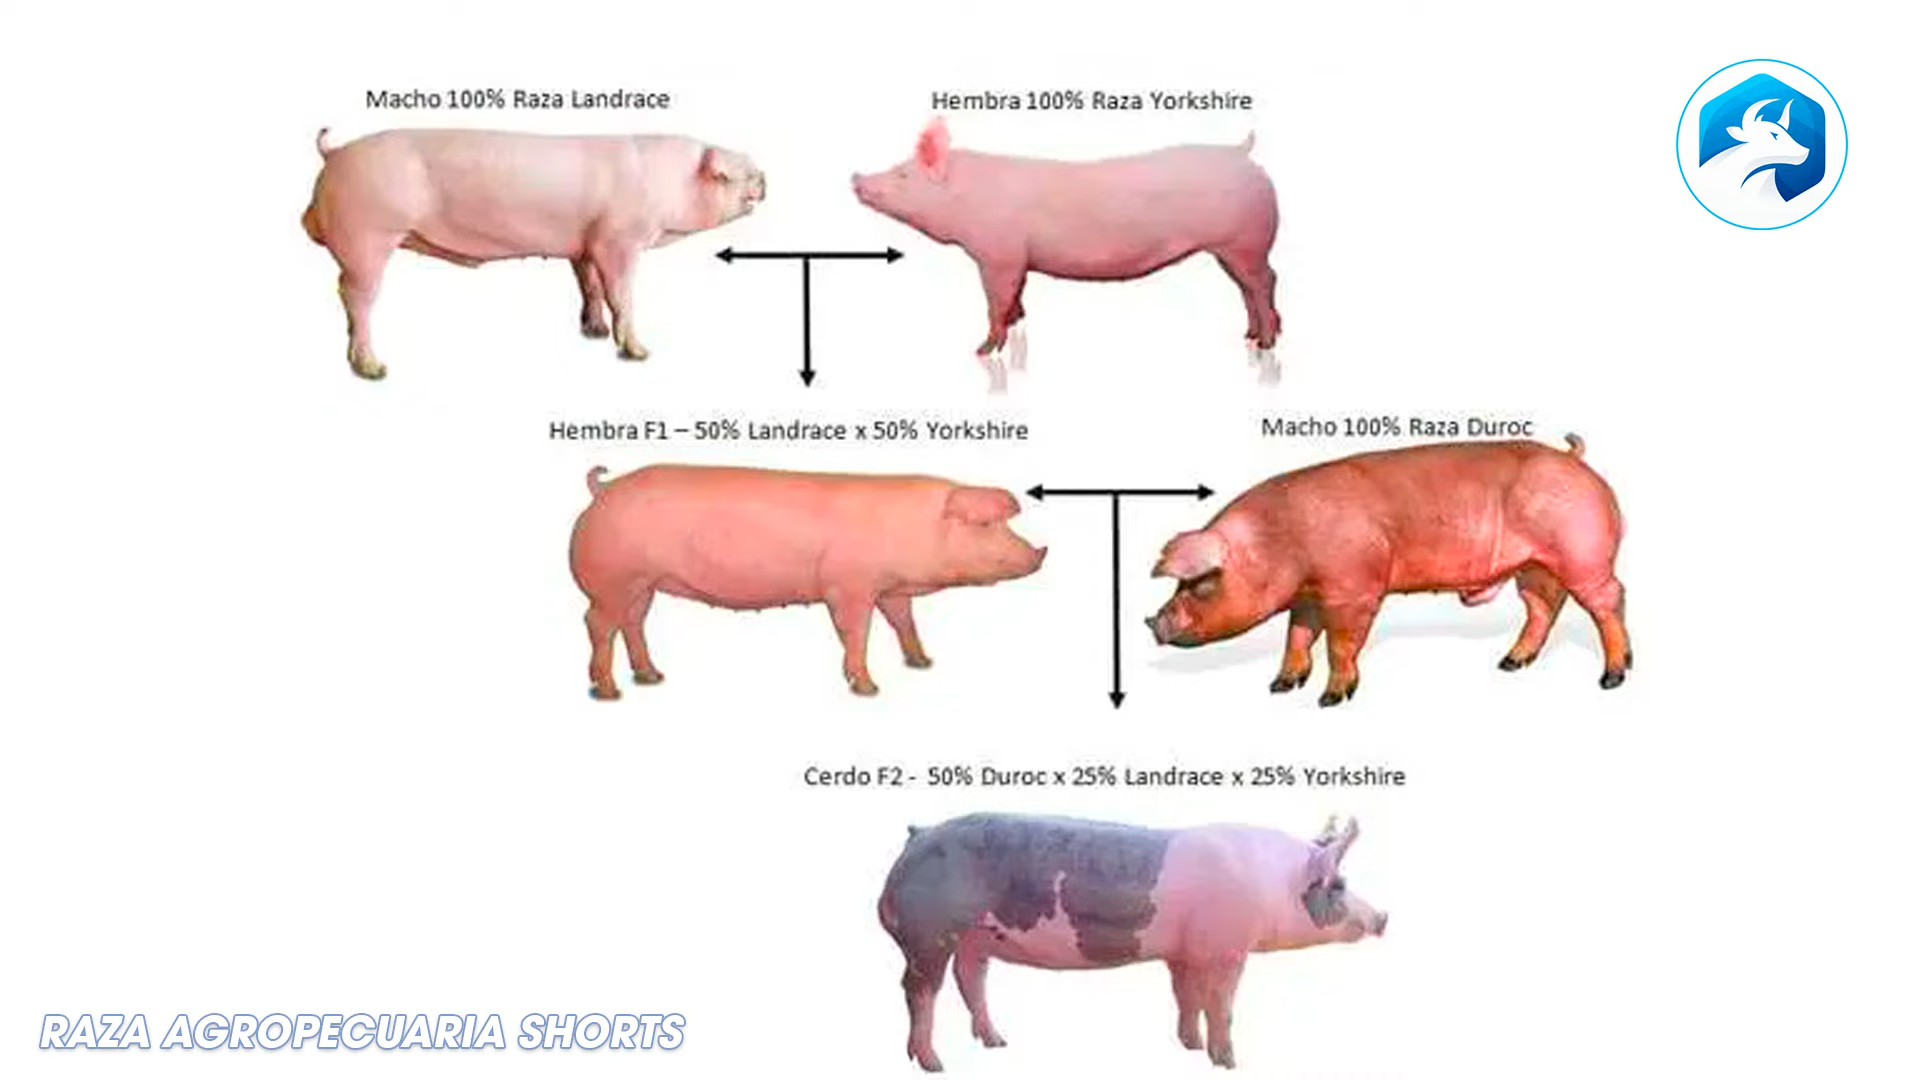 Macho 100% Raza Landrace
Hembra 100% Raza Yorkshire
Hembra F1 – 50% Landrace x 50% Yorkshire
Macho 100% Raza Duroc
Cerdo F2 - 50% Duroc x 25% Landrace x 25% Yorkshire
RAZA AGROPECUARIA SHORTS